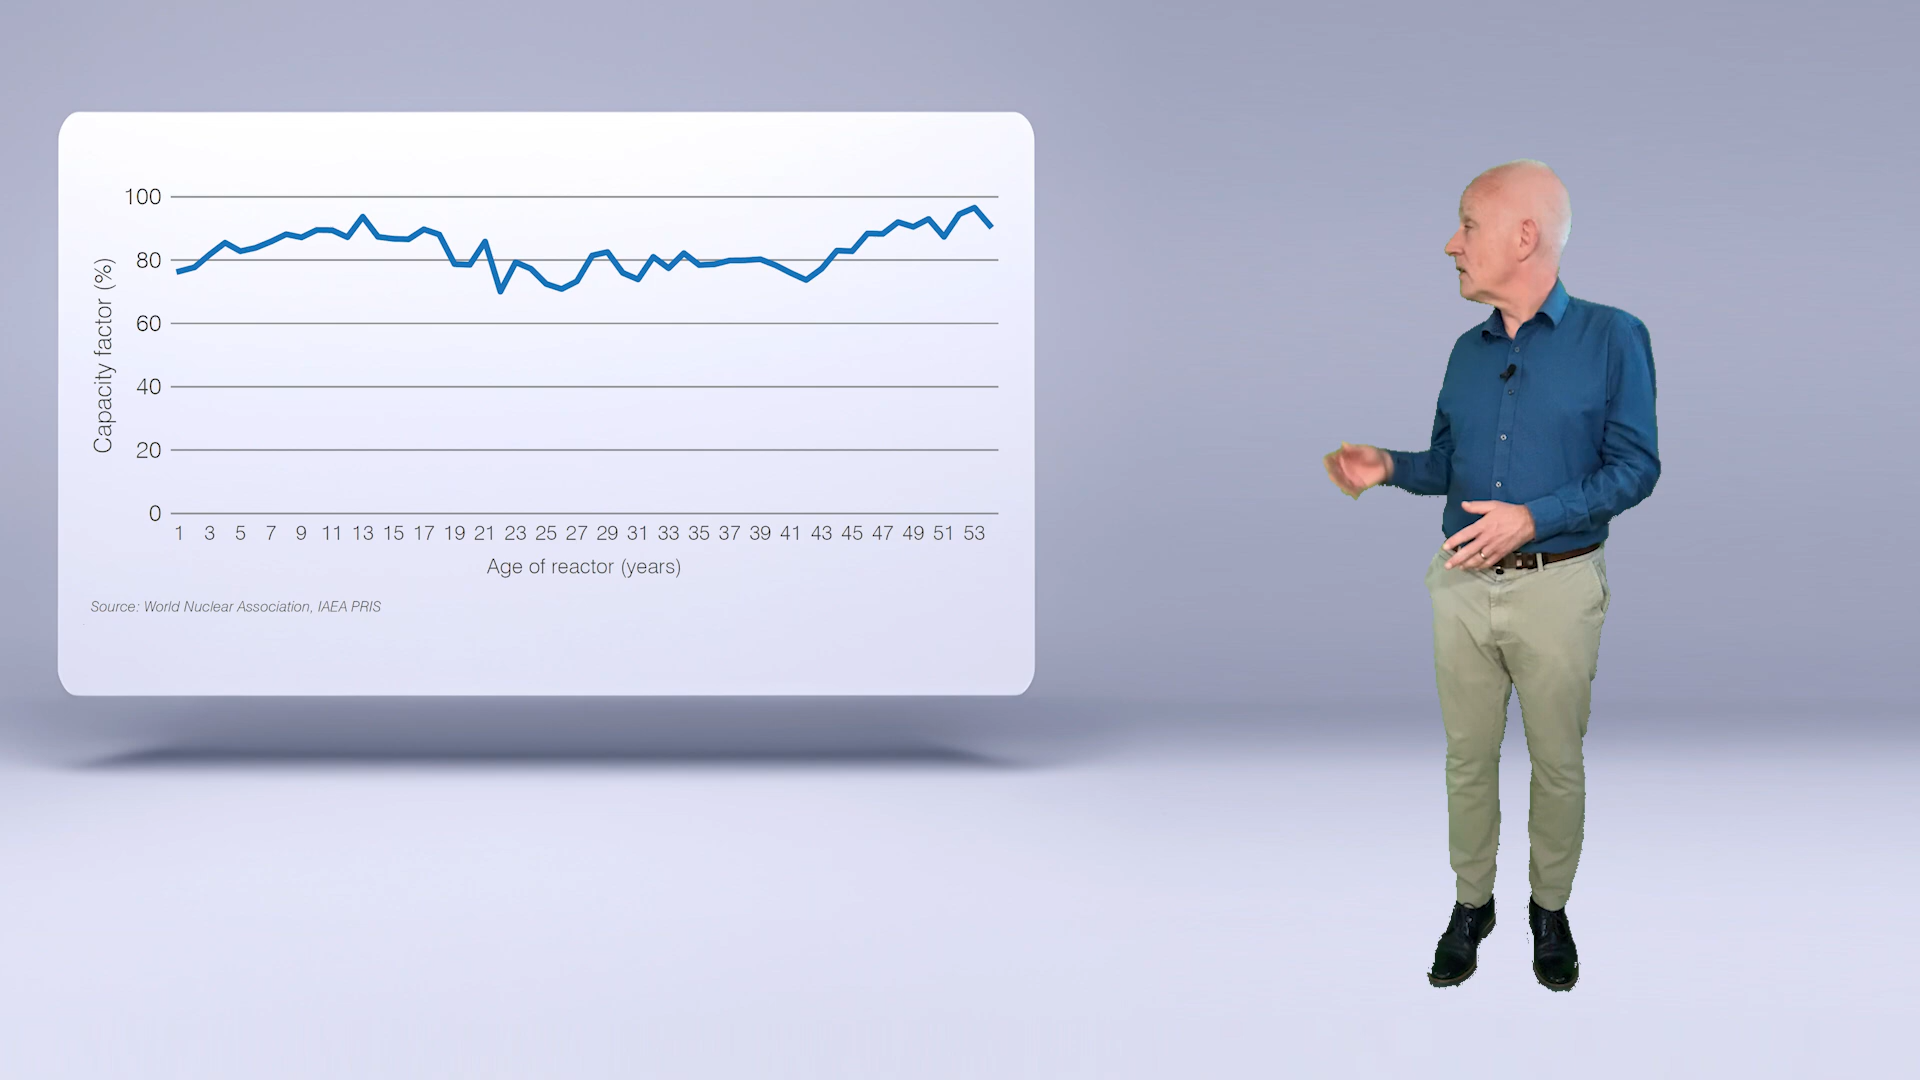 100
80
60
40
20
0
Capacity factor (%)
1 3 5 7 9 11 13 15 17 19 21 23 25 27 29 31 33 35 37 39 41 43 45 47 49 51 53
Age of reactor (years)
Source: World Nuclear Association, IAEA PRIS